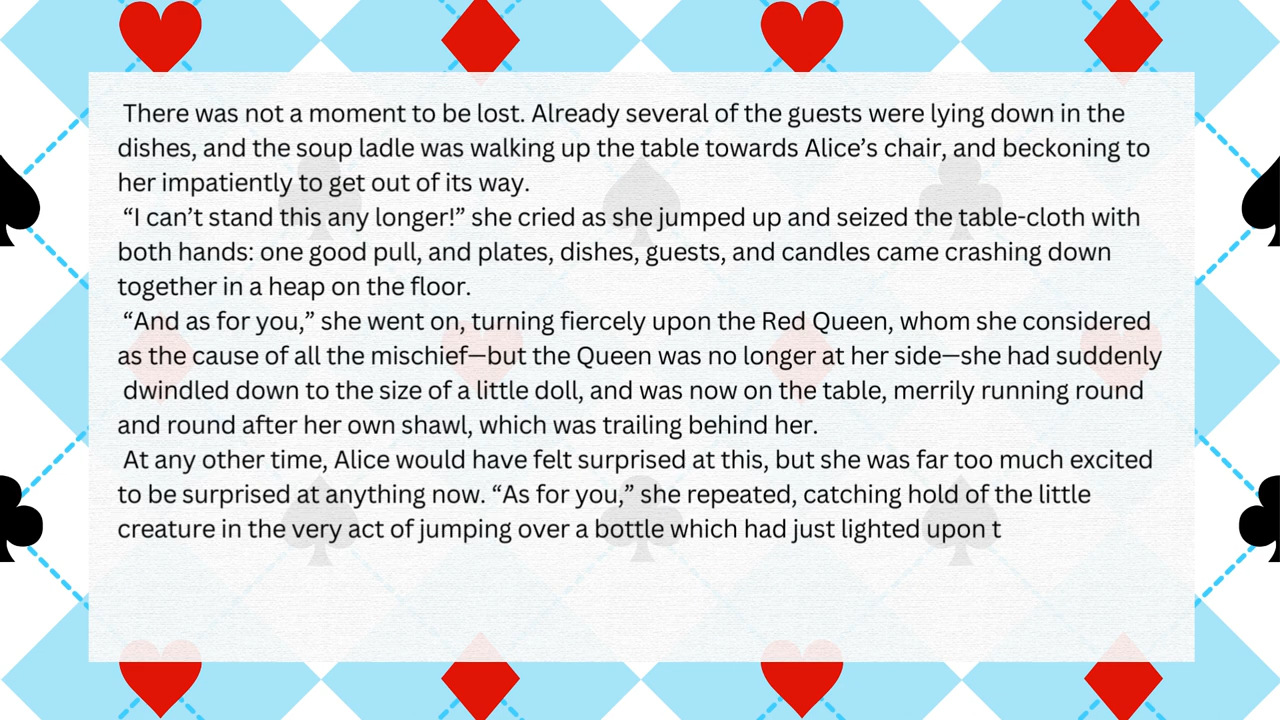 There was not a moment to be lost. Already several of the guests were lying down in the
dishes, and the soup ladle was walking up the table towards Alice’s chair, and beckoning to
her impatiently to get out of its way.
“I can’t stand this any longer!” she cried as she jumped up and seized the table-cloth with
both hands: one good pull, and plates, dishes, guests, and candles came crashing down
together in a heap on the floor.
“And as for you,” she went on, turning fiercely upon the Red Queen, whom she considered
as the cause of all the mischief—but the Queen was no longer at her side—she had suddenly
dwindled down to the size of a little doll, and was now on the table, merrily running round
and round after her own shawl, which was trailing behind her.
At any other time, Alice would have felt surprised at this, but she was far too much excited
to be surprised at anything now. “As for you,” she repeated, catching hold of the little
creature in the very act of jumping over a bottle which had just lighted upon t